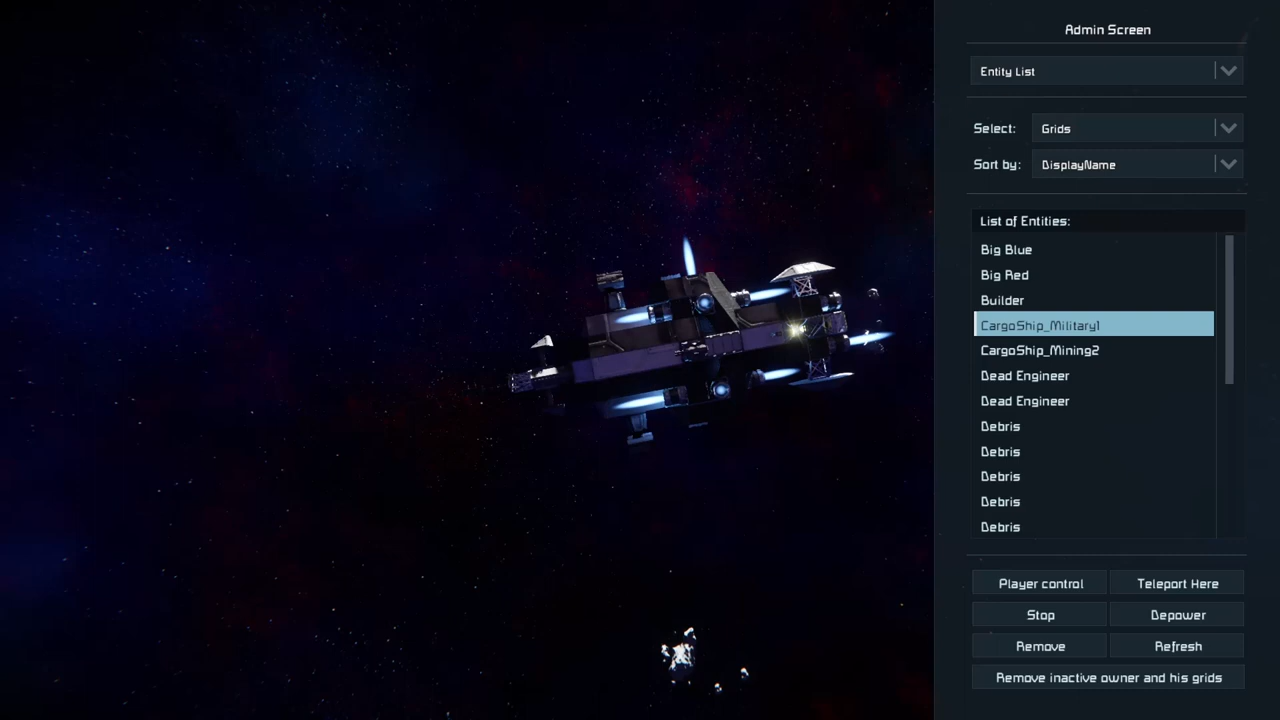 Admin Screen
Entity List
Select: Grids
Sort by: DisplayName
List of Entities:
Big Blue
Big Red
Builder
CargoShip_Military1
CargoShip_Mining2
Dead Engineer
Dead Engineer
Debris
Debris
Debris
Debris
Debris
Player control Teleport Here
Stop Depower
Remove Refresh
Remove inactive owner and his grids